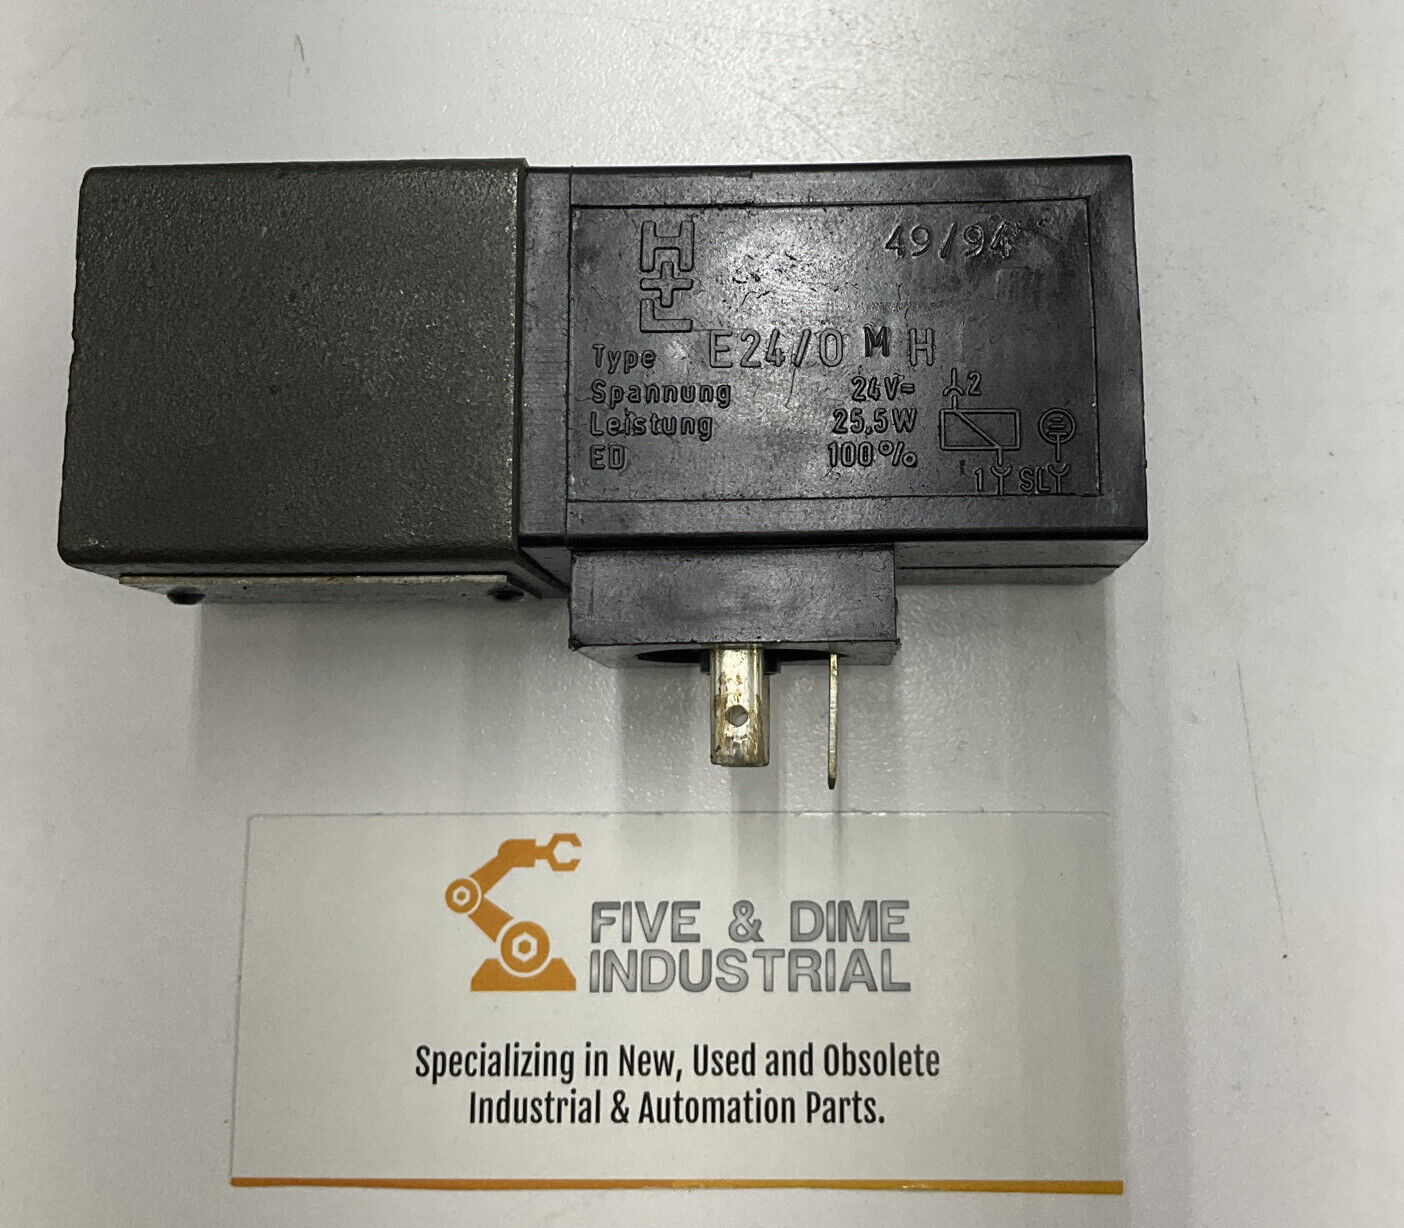 H+L
49/94
Type E24/0 M H
Spannung 24V=
Leistung 25,5W
ED 100%
2
1 SL
FIVE & DIME
INDUSTRIAL
Specializing in New, Used and Obsolete
Industrial & Automation Parts.